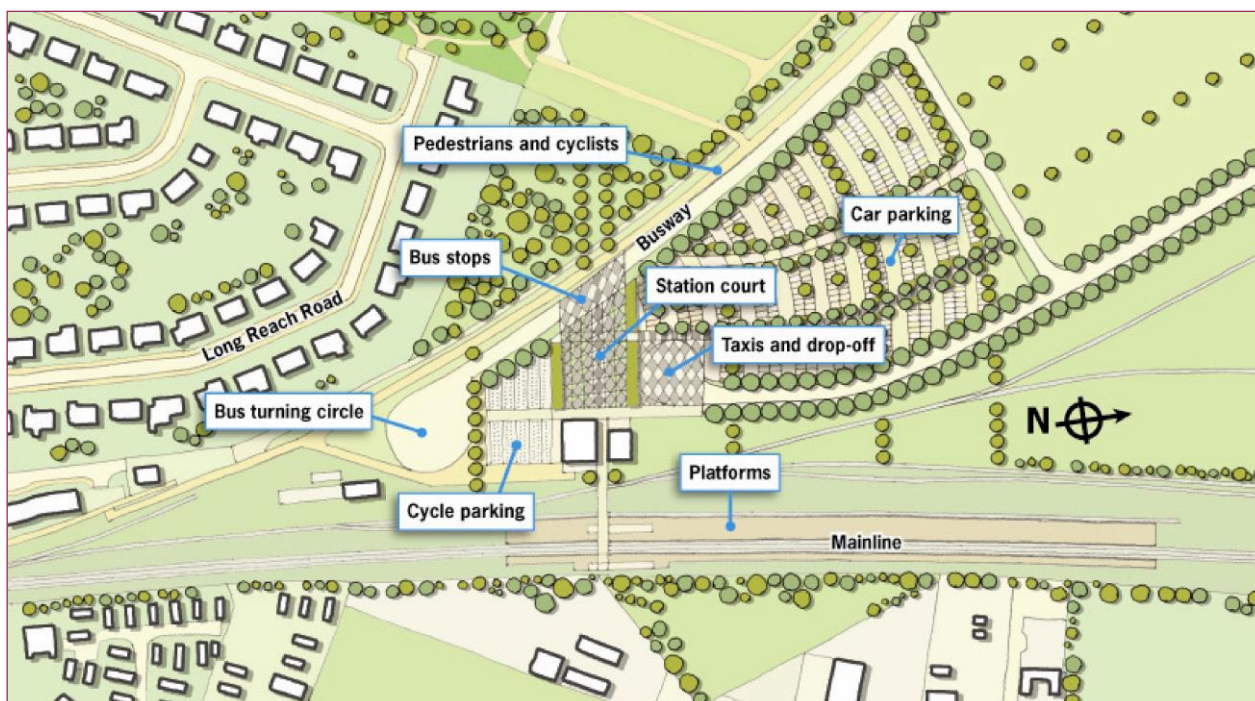 Pedestrians and cyclists
Busway
Car parking
Bus stops
Station court
Long Reach Road
Taxis and drop-off
Bus turning circle
N
Platforms
Cycle parking
Mainline